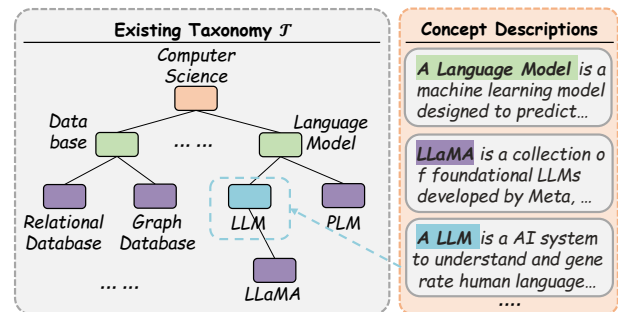 Existing Taxonomy 𝒯
Computer
Science
Data
base
... ...
Language
Model
Relational
Database
Graph
Database
LLM
PLM
... ...
LLaMA
Concept Descriptions
A Language Model is a
machine learning model
designed to predict...
LLaMA is a collection o
f foundational LLMs
developed by Meta, ...
A LLM is a AI system
to understand and gene
rate human language...
....